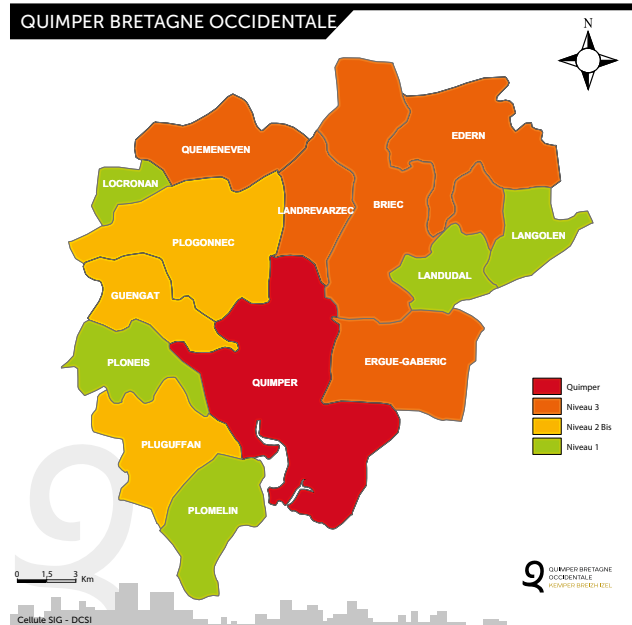 QUIMPER BRETAGNE OCCIDENTALE
N
EDERN
QUEMENEVEN
LOCRONAN
LANDREVARZEC
BRIEC
LANGOLEN
PLOGONNEC
LANDUDAL
GUENGAT
PLONEIS
ERGUE-GABERIC
QUIMPER
Quimper
Niveau 3
Niveau 2 Bis
Niveau 1
PLUGUFFAN
PLOMELIN
0 1,5 3 Km
QUIMPER BRETAGNE
OCCIDENTALE
KEMPER BREIZH IZEL
Cellule SIG - DCSI